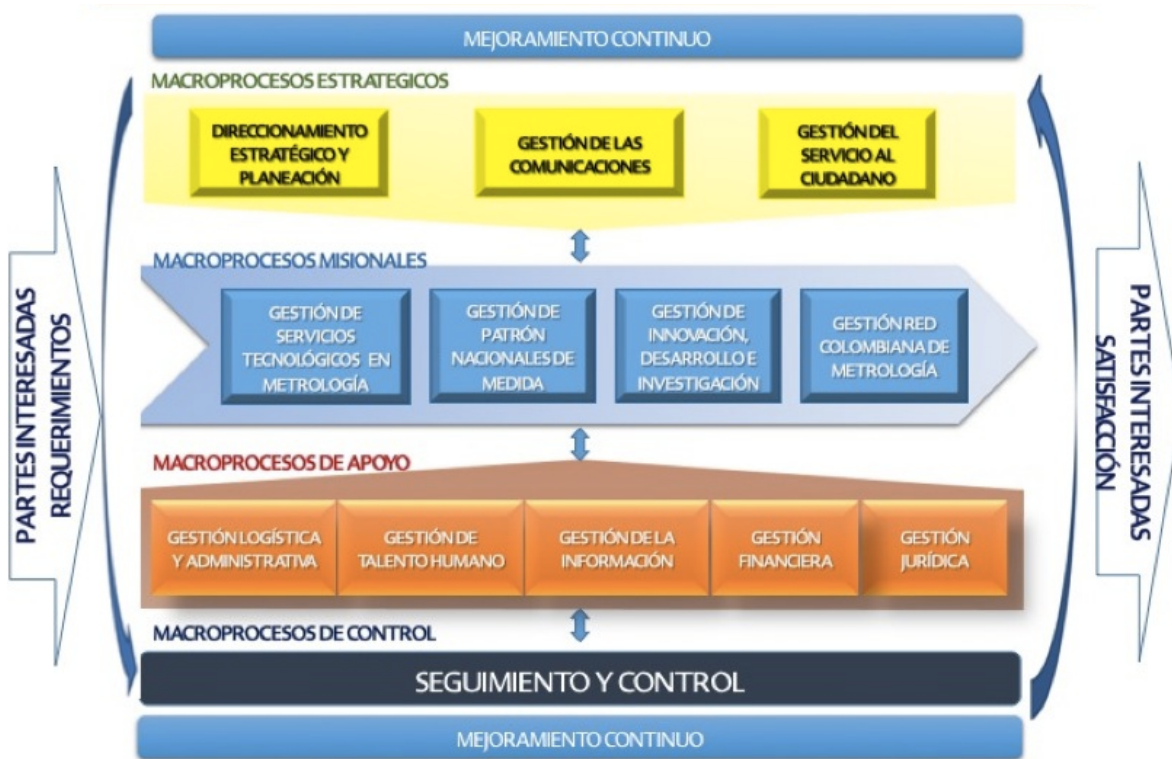 MEJORAMIENTO CONTINUO
MACROPROCESOS ESTRATEGICOS
DIRECCIONAMIENTO
ESTRATÉGICO Y
PLANEACIÓN
GESTIÓN DE LAS
COMUNICACIONES
GESTIÓN DEL
SERVICIO AL
CIUDADANO
PARTES INTERESADAS
REQUERIMIENTOS
MACROPROCESOS MISIONALES
GESTIÓN DE
SERVICIOS
TECNOLÓGICOS EN
METROLOGÍA
GESTIÓN DE
PATRÓN
NACIONALES DE
MEDIDA
GESTIÓN DE
INNOVACIÓN,
DESARROLLO E
INVESTIGACIÓN
GESTIÓN RED
COLOMBIANA DE
METROLOGÍA
PARTES INTERESADAS
SATISFACCIÓN
MACROPROCESOS DE APOYO
GESTIÓN LOGÍSTICA
Y ADMINISTRATIVA
GESTIÓN DE
TALENTO HUMANO
GESTIÓN DE LA
INFORMACIÓN
GESTIÓN
FINANCIERA
GESTIÓN
JURÍDICA
MACROPROCESOS DE CONTROL
SEGUIMIENTO Y CONTROL
MEJORAMIENTO CONTINUO